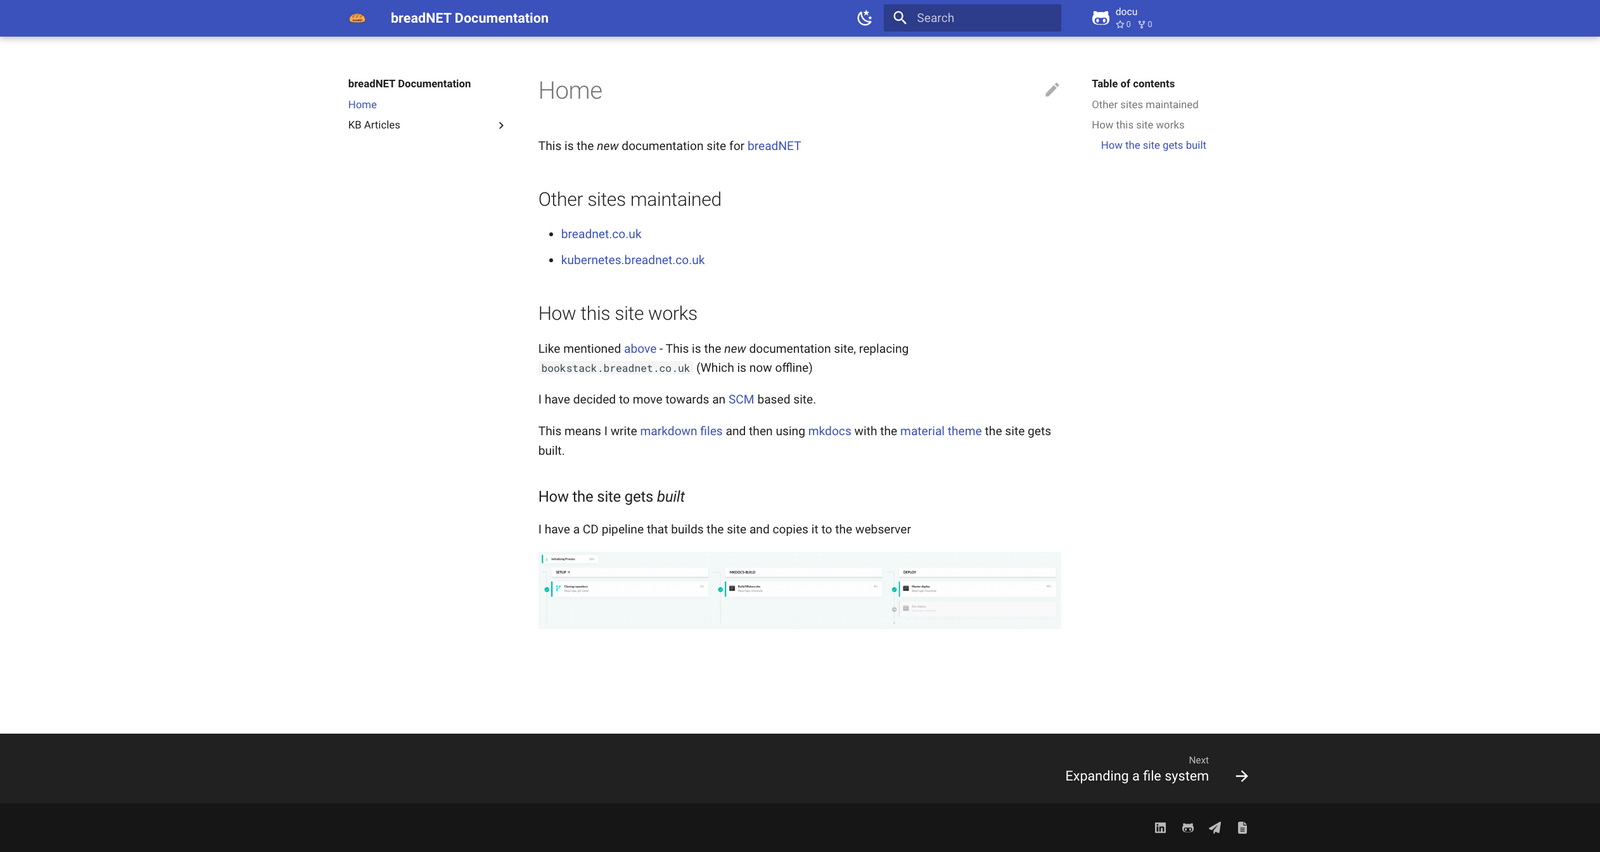 breadNET Documentation
Search
docu
0 0
breadNET Documentation
Home
KB Articles
Home
This is the new documentation site for breadNET
Other sites maintained
breadnet.co.uk
kubernetes.breadnet.co.uk
How this site works
Like mentioned above - This is the new documentation site, replacing
bookstack.breadnet.co.uk (Which is now offline)
I have decided to move towards an SCM based site.
This means I write markdown files and then using mkdocs with the material theme the site gets
built.
How the site gets built
I have a CD pipeline that builds the site and copies it to the webserver
Initializing Process
SETUP
MKDOCS-BUILD
DEPLOY
Cloning repository
Master deploy
Table of contents
Other sites maintained
How this site works
How the site gets built
Next
Expanding a file system